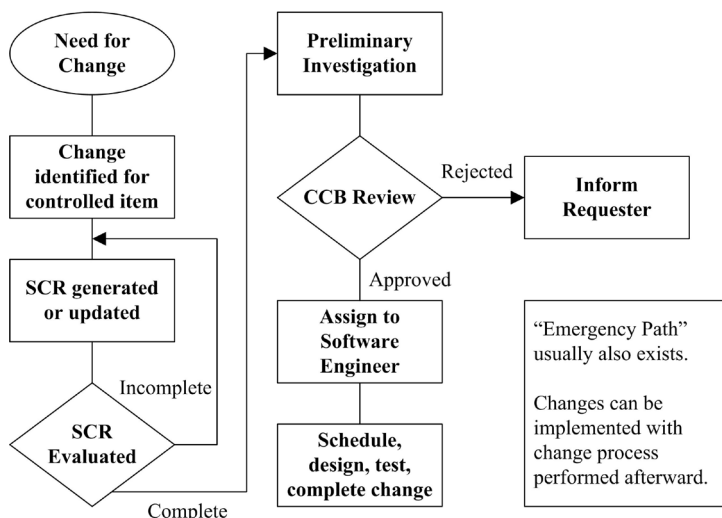 Need for
Change
Change
identified for
controlled item
SCR generated
or updated
Incomplete
SCR
Evaluated
Complete
Preliminary
Investigation
CCB Review
Rejected
Inform
Requester
Approved
Assign to
Software
Engineer
Schedule,
design, test,
complete change
“Emergency Path”
usually also exists.
Changes can be
implemented with
change process
performed afterward.